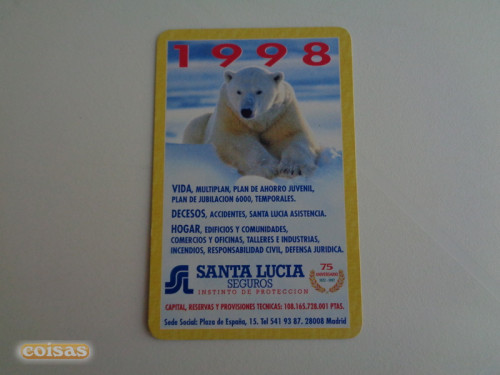 1998
VIDA, MULTIPLAN, PLAN DE AHORRO JUVENIL,
PLAN DE JUBILACION 6000, TEMPORALES.
DECESOS, ACCIDENTES, SANTA LUCIA ASISTENCIA.
HOGAR, EDIFICIOS Y COMUNIDADES,
COMERCIOS Y OFICINAS, TALLERES E INDUSTRIAS,
INCENDIOS, RESPONSABILIDAD CIVIL, DEFENSA JURIDICA.
SANTA LUCIA
SEGUROS
INSTINTO DE PROTECCION
75
ANIVERSARIO
CAPITAL, RESERVAS Y PROVISIONES TECNICAS: 108.165.728.001 PTAS.
Sede Social: Plaza de España, 15. Tel 541 93 87. 28008 Madrid
coisas